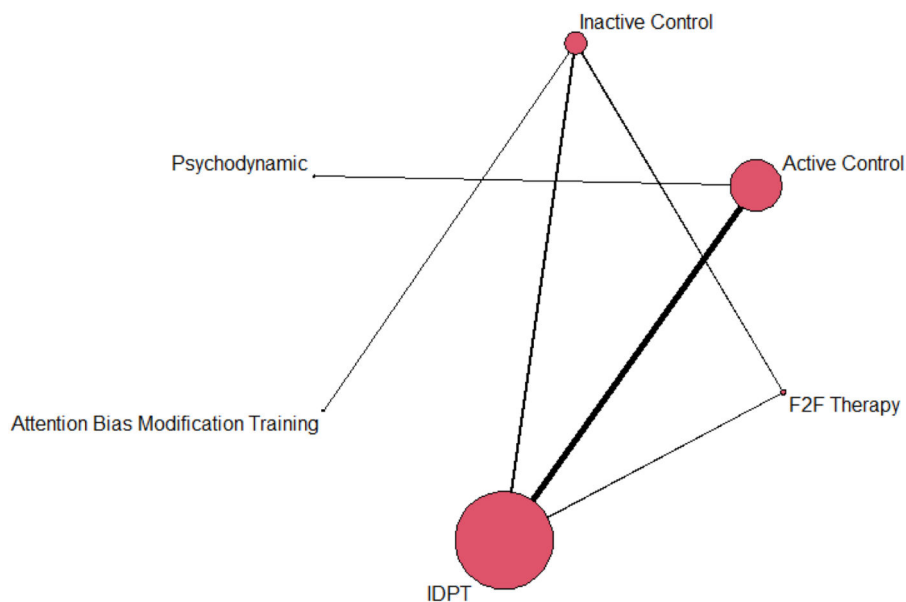 Inactive Control
Psychodynamic
Active Control
F2F Therapy
Attention Bias Modification Training
IDPT